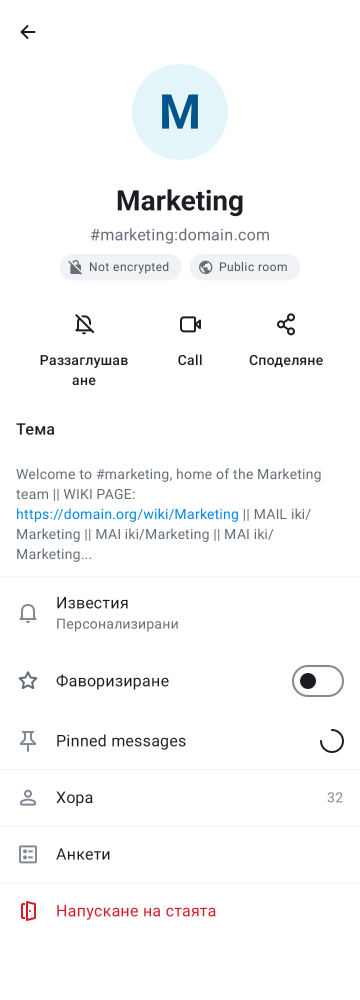 M
Marketing
#marketing:domain.com
Not encrypted
Public room
Раззаглушав
ане
Call
Споделяне
Тема
Welcome to #marketing, home of the Marketing
team || WIKI PAGE:
https://domain.org/wiki/Marketing || MAIL iki/
Marketing || MAI iki/Marketing || MAI iki/
Marketing...
Известия
Персонализирани
Фаворизиране
Pinned messages
Хора
32
Анкети
Напускане на стаята